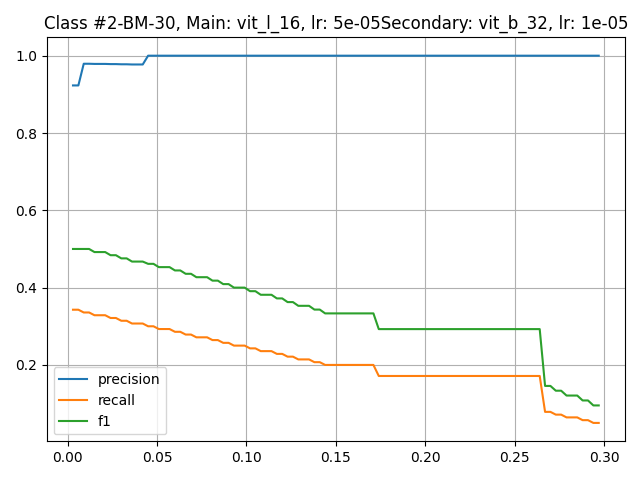 Class #2-BM-30, Main: vit_l_16, lr: 5e-05Secondary: vit_b_32, lr: 1e-05
1.0
0.8
0.6
0.4
0.2
precision
recall
f1
0.00 0.05 0.10 0.15 0.20 0.25 0.30